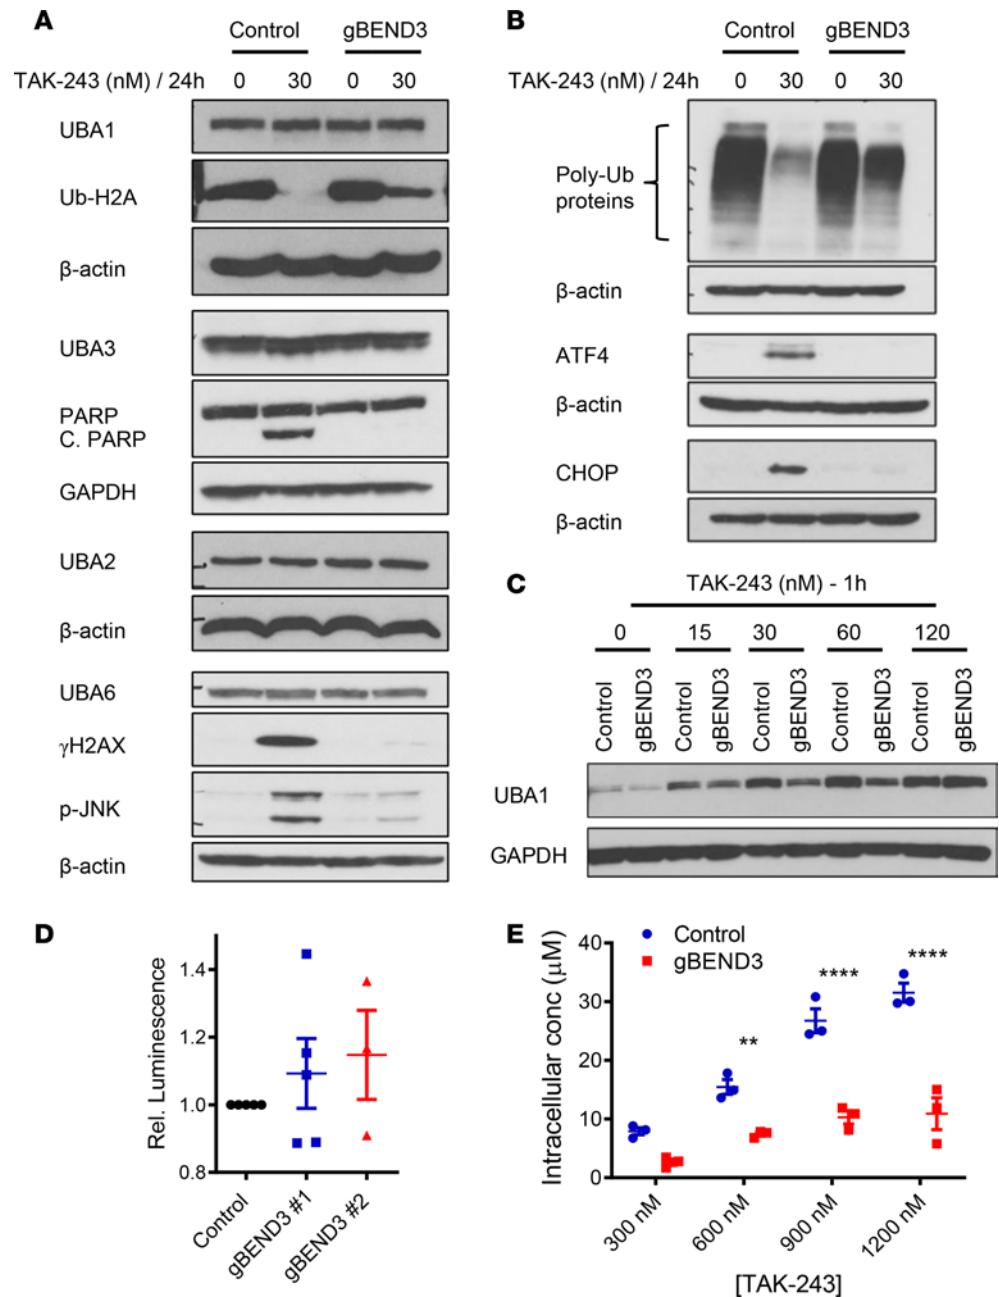 A
Control gBEND3
TAK-243 (nM) / 24h 0 30 0 30
UBA1
Ub-H2A
β-actin
UBA3
PARP
C. PARP
GAPDH
UBA2
β-actin
UBA6
γH2AX
p-JNK
β-actin
B
Control gBEND3
TAK-243 (nM) / 24h 0 30 0 30
Poly-Ub
proteins
β-actin
ATF4
β-actin
CHOP
β-actin
C
TAK-243 (nM) - 1h
0 15 30 60 120
Control gBEND3 Control gBEND3 Control gBEND3 Control gBEND3 Control gBEND3
UBA1
GAPDH
D
Rel. Luminescence
1.4
1.2
1.0
0.8
Control gBEND3 #1 gBEND3 #2
E
Control
gBEND3
Intracellular conc (μM)
40
30
20
10
0
** **** ****
300 nM 600 nM 900 nM 1200 nM
[TAK-243]